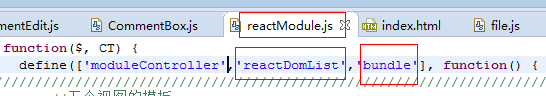 mentEdit.js CommentBox.js reactModule.js index.html file.js
function($, CT) {
define(['moduleController','reactDomList','bundle'], function() {